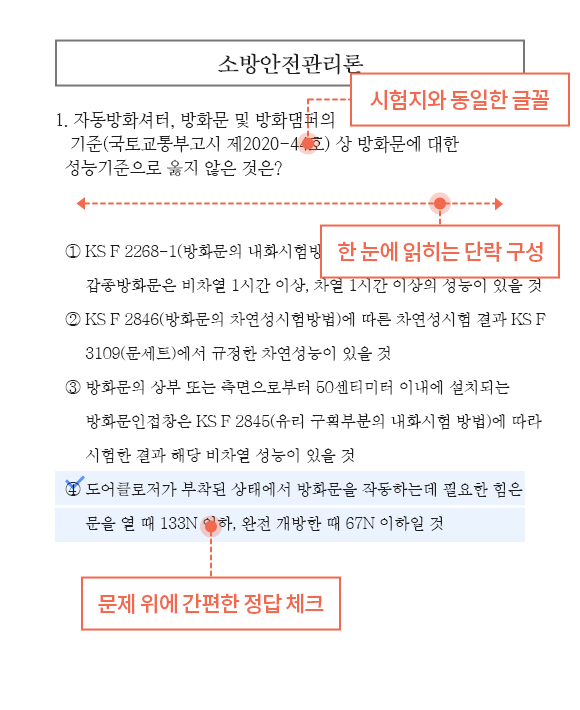 소방안전관리론
시험지와 동일한 글꼴
1. 자동방화셔터, 방화문 및 방화댐퍼의
기준(국토교통부고시 제2020-44호) 상 방화문에 대한
성능기준으로 옳지 않은 것은?
한 눈에 읽히는 단락 구성
① KS F 2268-1(방화문의 내화시험방
갑종방화문은 비차열 1시간 이상, 차열 1시간 이상의 성능이 있을 것
② KS F 2846(방화문의 차연성시험방법)에 따른 차연성시험 결과 KS F
3109(문세트)에서 규정한 차연성능이 있을 것
③ 방화문의 상부 또는 측면으로부터 50센티미터 이내에 설치되는
방화문인접창은 KS F 2845(유리 구획부분의 내화시험 방법)에 따라
시험한 결과 해당 비차열 성능이 있을 것
④ 도어클로저가 부착된 상태에서 방화문을 작동하는데 필요한 힘은
문을 열 때 133N 이하, 완전 개방한 때 67N 이하일 것
문제 위에 간편한 정답 체크